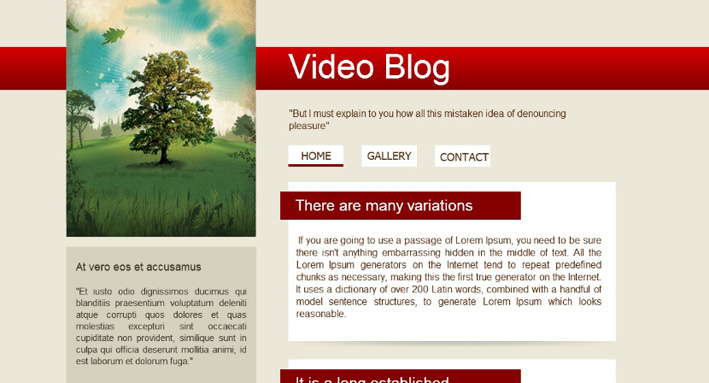 Video Blog
"But I must explain to you how all this mistaken idea of denouncing
pleasure"
HOME GALLERY CONTACT
There are many variations
If you are going to use a passage of Lorem Ipsum, you need to be sure
there isn't anything embarrassing hidden in the middle of text. All the
Lorem Ipsum generators on the Internet tend to repeat predefined
chunks as necessary, making this the first true generator on the Internet.
It uses a dictionary of over 200 Latin words, combined with a handful of
model sentence structures, to generate Lorem Ipsum which looks
reasonable.
It is a long established
At vero eos et accusamus
"Et iusto odio dignissimos ducimus qui
blanditiis praesentium voluptatum deleniti
atque corrupti quos dolores et quas
molestias excepturi sint occaecati
cupiditate non provident, similique sunt in
culpa qui officia deserunt mollitia animi, id
est laborum et dolorum fuga."